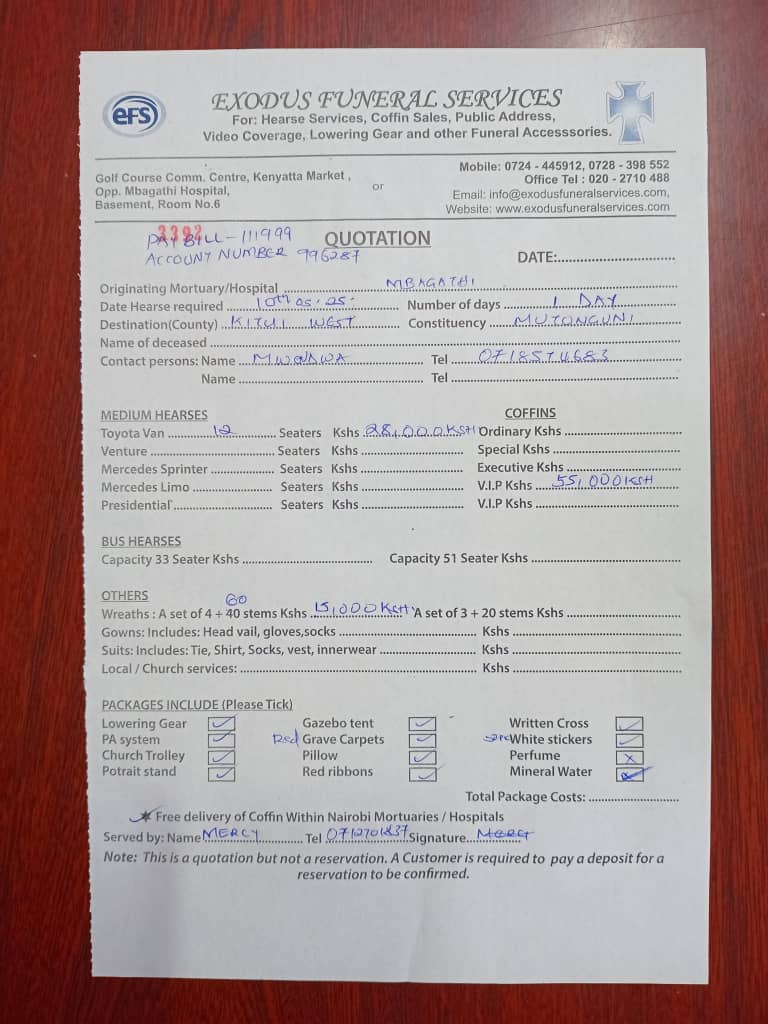 efs
EXODUS FUNERAL SERVICES
For: Hearse Services, Coffin Sales, Public Address,
Video Coverage, Lowering Gear and other Funeral Accesssories.
Golf Course Comm. Centre, Kenyatta Market,
Opp. Mbagathi Hospital,
Basement, Room No.6
or
Mobile: 0724 - 445912, 0728 - 398 552
Office Tel : 020 - 2710 488
Email: info@exodusfuneralservices.com,
Website: www.exodusfuneralservices.com
PAY BILL - 111999
ACCOUNT NUMBER 996287
QUOTATION
DATE:
Originating Mortuary/Hospital MBAGATHI
Date Hearse required 10th 05.25. Number of days 1 DAY
Destination(County) KITUI WEST Constituency MUTONGUNI
Name of deceased
Contact persons: Name MWENDWA Tel
Name Tel
MEDIUM HEARSES COFFINS
Toyota Van 12 Seaters Kshs 28,000KSH Ordinary Kshs
Venture Seaters Kshs Special Kshs
Mercedes Sprinter Seaters Kshs Executive Kshs
Mercedes Limo Seaters Kshs V.I.P Kshs 55,000KSH
Presidential Seaters Kshs V.I.P Kshs
BUS HEARSES
Capacity 33 Seater Kshs Capacity 51 Seater Kshs
OTHERS
60
Wreaths : A set of 4 + 40 stems Kshs 15,000KSH A set of 3 + 20 stems Kshs
Gowns: Includes: Head vail, gloves,socks Kshs
Suits: Includes: Tie, Shirt, Socks, vest, innerwear Kshs
Local / Church services: Kshs
PACKAGES INCLUDE (Please Tick)
Lowering Gear ✓ Gazebo tent ✓ Written Cross ✓
PA system ✓ Red Grave Carpets ✓ White stickers ✓
Church Trolley ✓ Pillow ✓ Perfume x
Potrait stand ✓ Red ribbons ✓ Mineral Water
Total Package Costs:
Free delivery of Coffin Within Nairobi Mortuaries / Hospitals
Served by: Name MERCY Tel Signature MERCY
Note: This is a quotation but not a reservation. A Customer is required to pay a deposit for a
reservation to be confirmed.